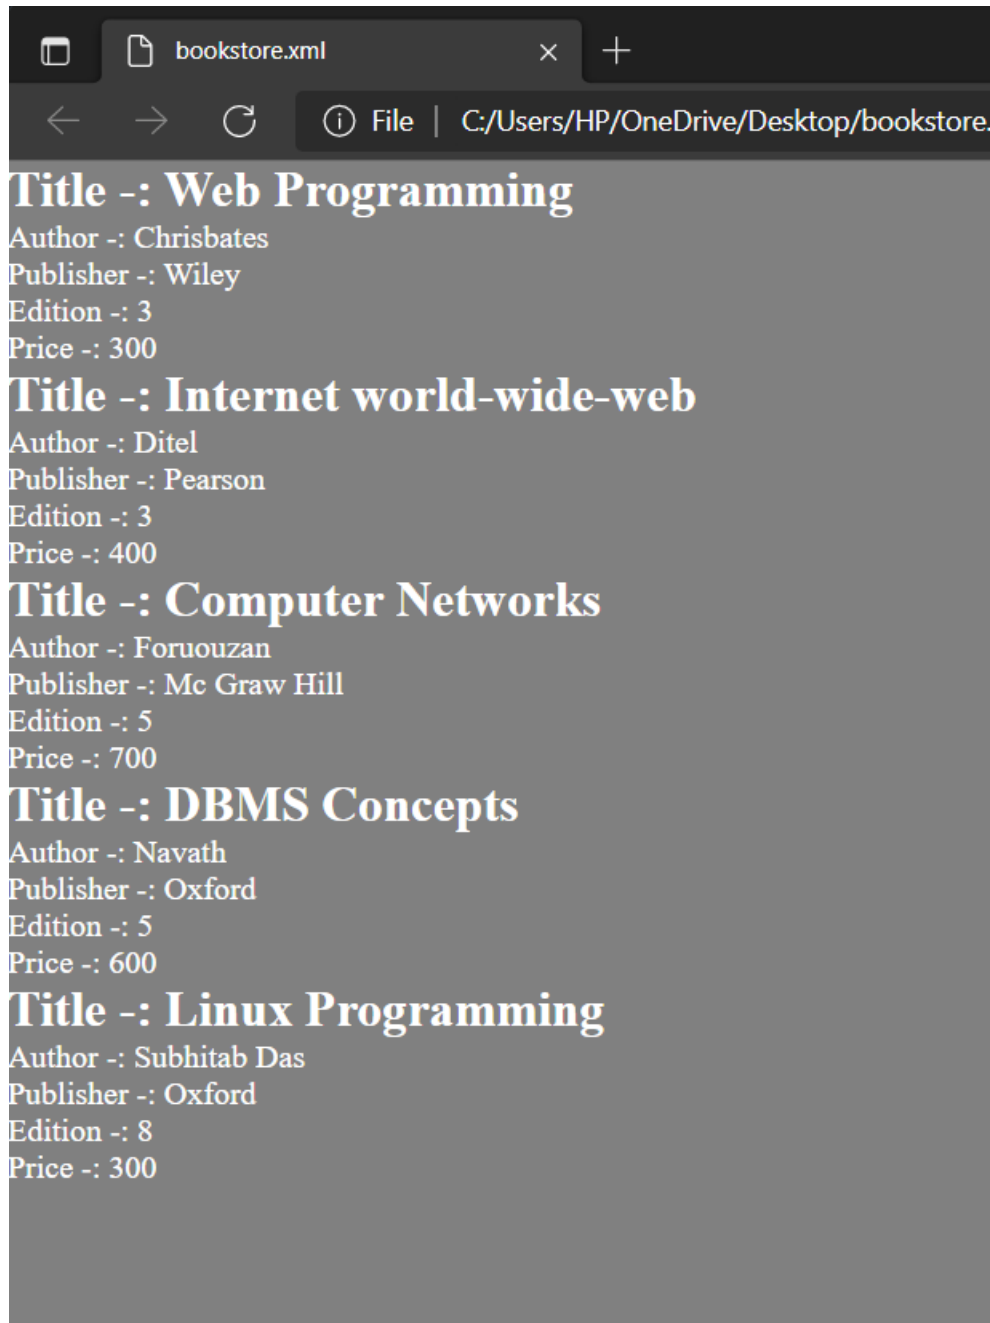 bookstore.xml
File | C:/Users/HP/OneDrive/Desktop/bookstore.
Title -: Web Programming
Author -: Chrisbates
Publisher -: Wiley
Edition -: 3
Price -: 300
Title -: Internet world-wide-web
Author -: Ditel
Publisher -: Pearson
Edition -: 3
Price -: 400
Title -: Computer Networks
Author -: Foruouzan
Publisher -: Mc Graw Hill
Edition -: 5
Price -: 700
Title -: DBMS Concepts
Author -: Navath
Publisher -: Oxford
Edition -: 5
Price -: 600
Title -: Linux Programming
Author -: Subhitab Das
Publisher -: Oxford
Edition -: 8
Price -: 300